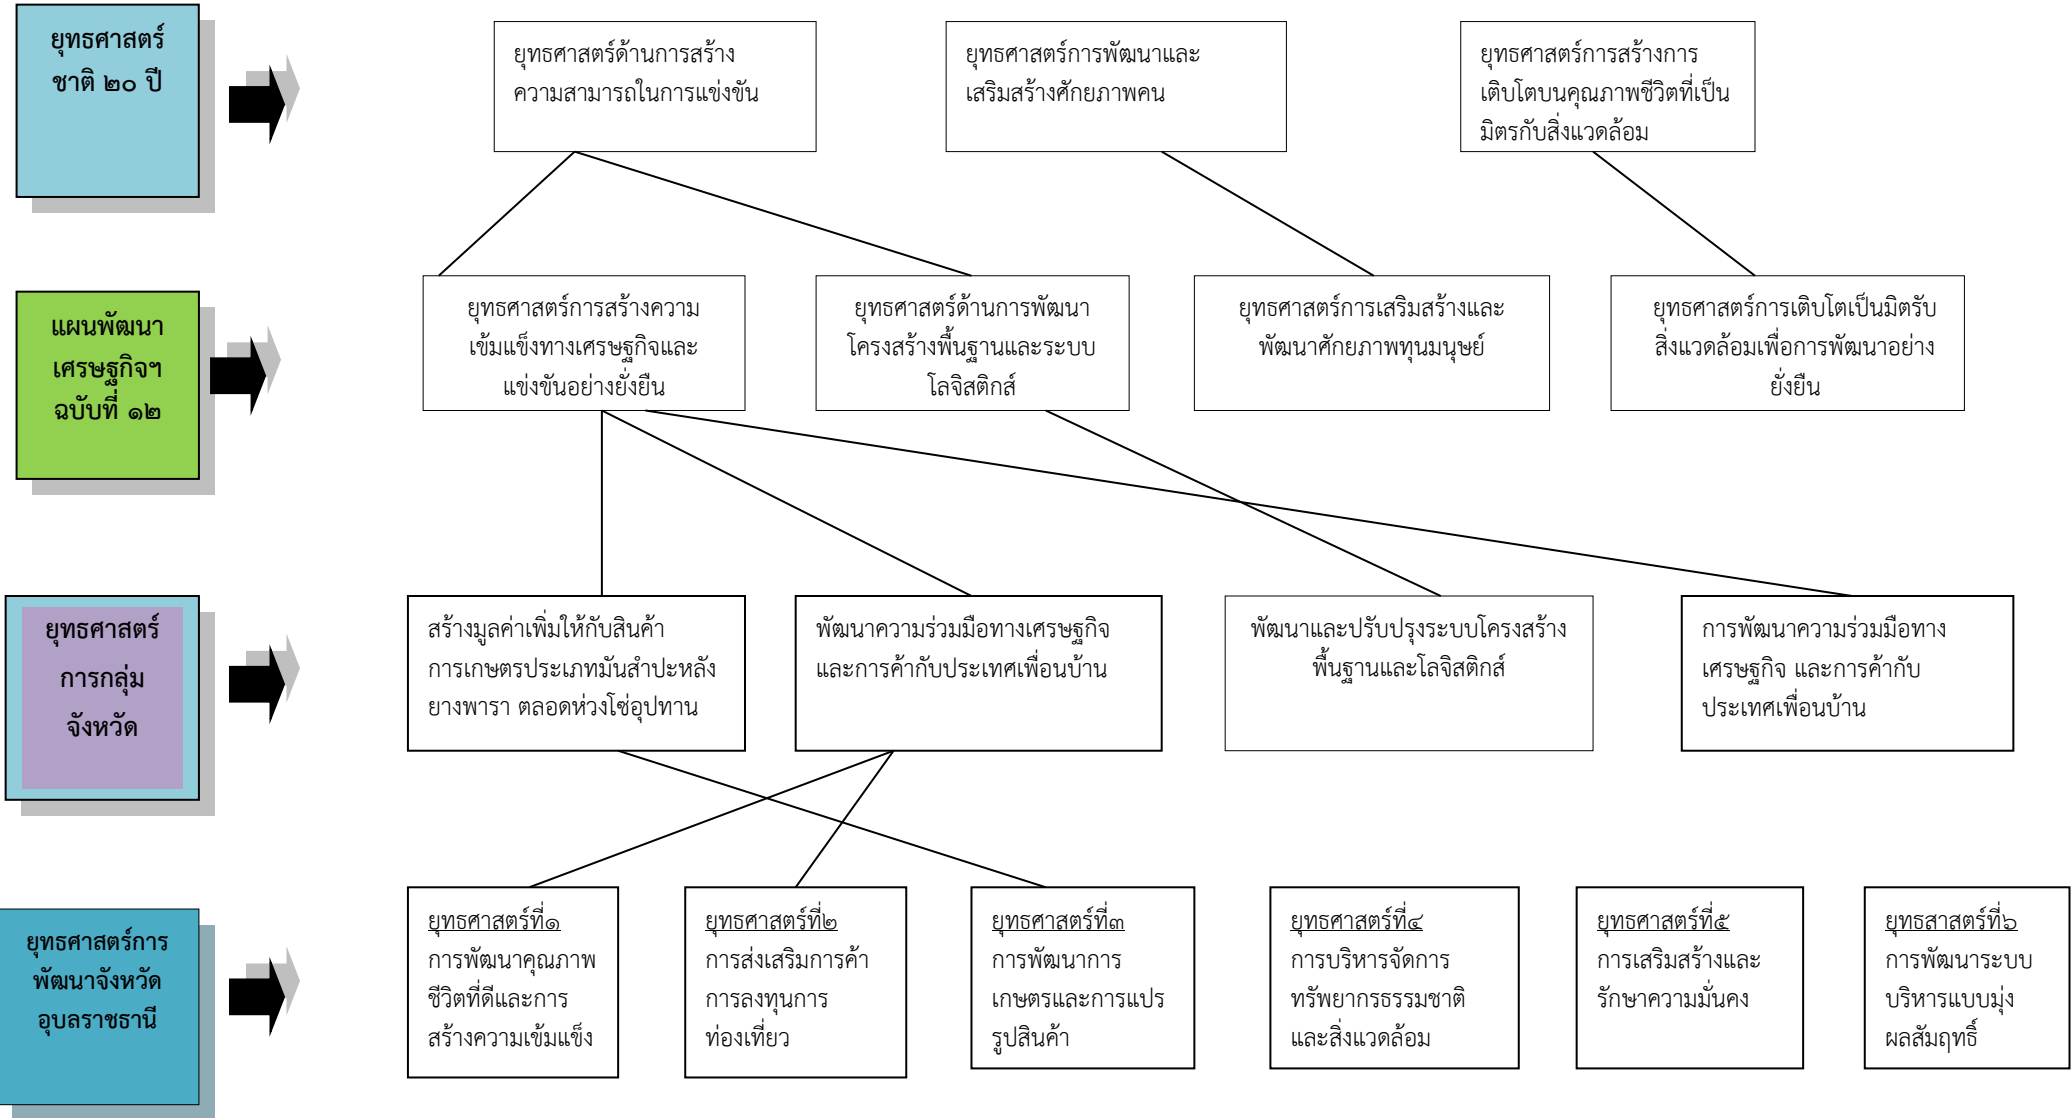 ยุทธศาสตร์
ชาติ ๒๐ ปี
ยุทธศาสตร์ด้านการสร้าง
ความสามารถในการแข่งขัน
ยุทธศาสตร์การพัฒนาและ
เสริมสร้างศักยภาพคน
ยุทธศาสตร์การสร้างการ
เติบโตบนคุณภาพชีวิตที่เป็น
มิตรกับสิ่งแวดล้อม
แผนพัฒนา
เศรษฐกิจฯ
ฉบับที่ ๑๒
ยุทธศาสตร์การสร้างความ
เข้มแข็งทางเศรษฐกิจและ
แข่งขันอย่างยั่งยืน
ยุทธศาสตร์ด้านการพัฒนา
โครงสร้างพื้นฐานและระบบ
โลจิสติกส์
ยุทธศาสตร์การเสริมสร้างและ
พัฒนาศักยภาพทุนมนุษย์
ยุทธศาสตร์การเติบโตเป็นมิตรับ
สิ่งแวดล้อมเพื่อการพัฒนาอย่าง
ยั่งยืน
ยุทธศาสตร์
การกลุ่ม
จังหวัด
สร้างมูลค่าเพิ่มให้กับสินค้า
การเกษตรประเภทมันสำปะหลัง
ยางพารา ตลอดห่วงโซ่อุปทาน
พัฒนาความร่วมมือทางเศรษฐกิจ
และการค้ากับประเทศเพื่อนบ้าน
พัฒนาและปรับปรุงระบบโครงสร้าง
พื้นฐานและโลจิสติกส์
การพัฒนาความร่วมมือทาง
เศรษฐกิจ และการค้ากับ
ประเทศเพื่อนบ้าน
ยุทธศาสตร์การ
พัฒนาจังหวัด
อุบลราชธานี
ยุทธศาสตร์ที่๑
การพัฒนาคุณภาพ
ชีวิตที่ดีและการ
สร้างความเข้มแข็ง
ยุทธศาสตร์ที่๒
การส่งเสริมการค้า
การลงทุนการ
ท่องเที่ยว
ยุทธศาสตร์ที่๓
การพัฒนาการ
เกษตรและการแปร
รูปสินค้า
ยุทธศาสตร์ที่๔
การบริหารจัดการ
ทรัพยากรธรรมชาติ
และสิ่งแวดล้อม
ยุทธศาสตร์ที่๕
การเสริมสร้างและ
รักษาความมั่นคง
ยุทธสาสตร์ที่๖
การพัฒนาระบบ
บริหารแบบมุ่ง
ผลสัมฤทธิ์